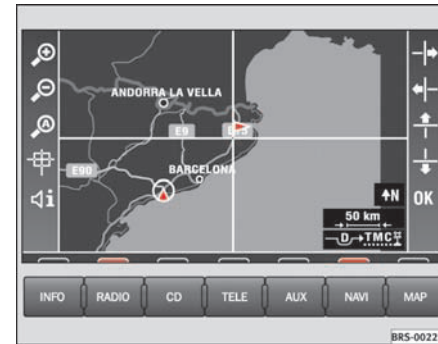 ANDORRA LA VELLA
E9
E90
BARCELONA
N
50 km
OK
D TMC
i
A
INFO RADIO CD TELE AUX NAVI MAP
BRS-0022